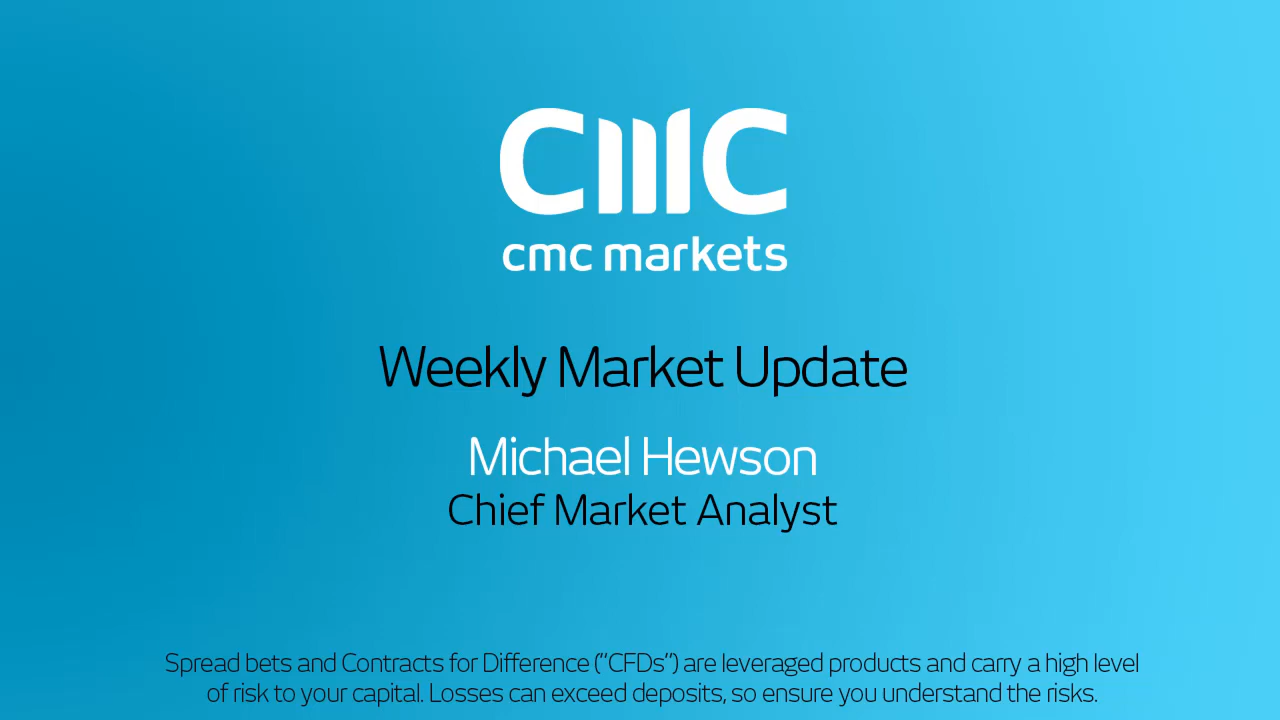 CMC
cmc markets
Weekly Market Update
Michael Hewson
Chief Market Analyst
Spread bets and Contracts for Difference (”CFDs”) are leveraged products and carry a high level
of risk to your capital. Losses can exceed deposits, so ensure you understand the risks.